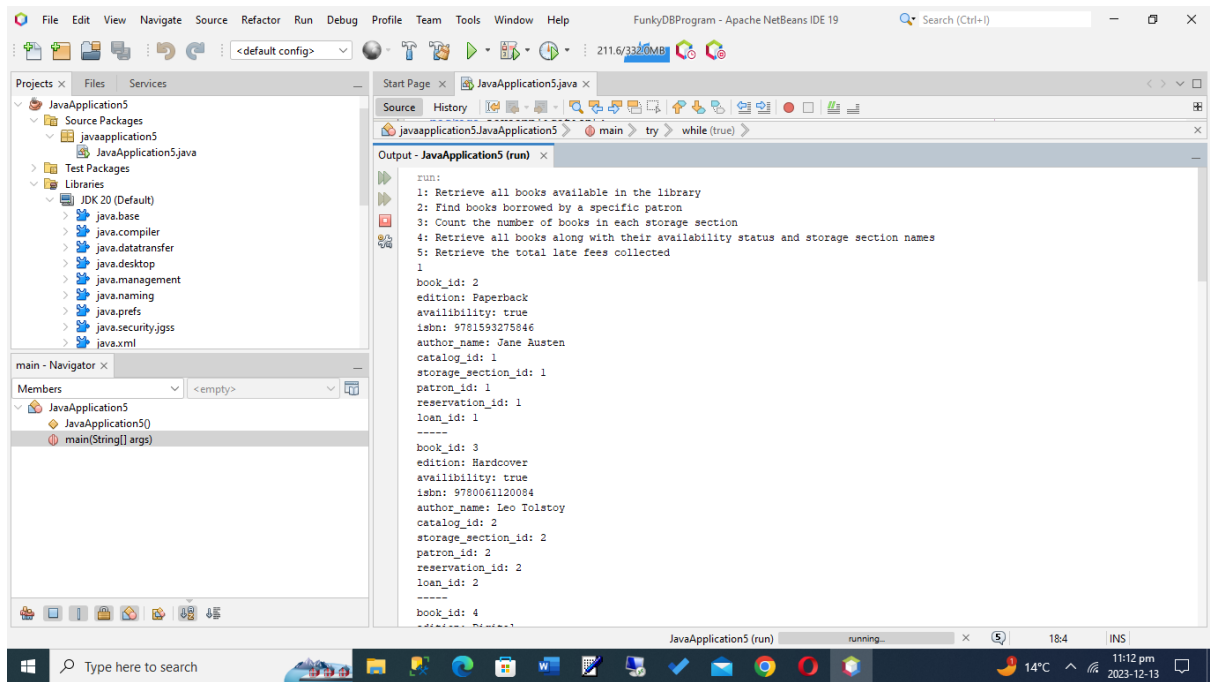 File Edit View Navigate Source Refactor Run Debug Profile Team Tools Window Help FunkyDBProgram - Apache NetBeans IDE 19 Search (Ctrl+I)
<default config> 211.6/332.0MB
Projects Files Services
Start Page JavaApplication5.java
JavaApplication5
Source Packages
javaapplication5
JavaApplication5.java
Test Packages
Libraries
JDK 20 (Default)
java.base
java.compiler
java.datatransfer
java.desktop
java.management
java.naming
java.prefs
java.security.jgss
java.xml
main - Navigator
Members <empty>
JavaApplication5
JavaApplication5()
main(String[] args)
Source History
javaapplication5.JavaApplication5 main try while (true)
Output - JavaApplication5 (run)
run:
1: Retrieve all books available in the library
2: Find books borrowed by a specific patron
3: Count the number of books in each storage section
4: Retrieve all books along with their availability status and storage section names
5: Retrieve the total late fees collected
1
book_id: 2
edition: Paperback
availibility: true
isbn: 9781593275846
author_name: Jane Austen
catalog_id: 1
storage_section_id: 1
patron_id: 1
reservation_id: 1
loan_id: 1
-----
book_id: 3
edition: Hardcover
availibility: true
isbn: 9780061120084
author_name: Leo Tolstoy
catalog_id: 2
storage_section_id: 2
patron_id: 2
reservation_id: 2
loan_id: 2
-----
book_id: 4
edition: Digital
JavaApplication5 (run) running... 5 18:4 INS
Type here to search 14°C 11:12 pm
2023-12-13